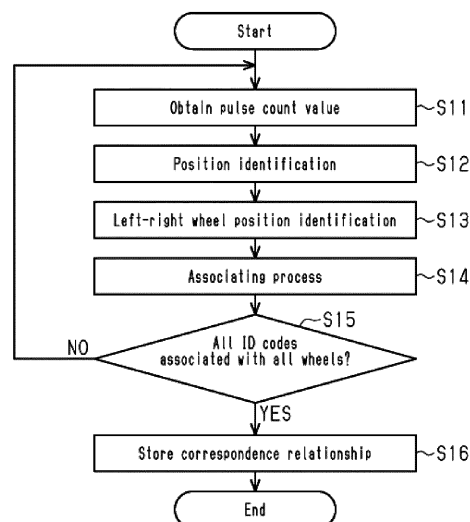 Start
Obtain pulse count value
S11
Position identification
S12
Left-right wheel position identification
S13
Associating process
S14
S15
All ID codes
associated with all wheels?
NO
YES
Store correspondence relationship
S16
End